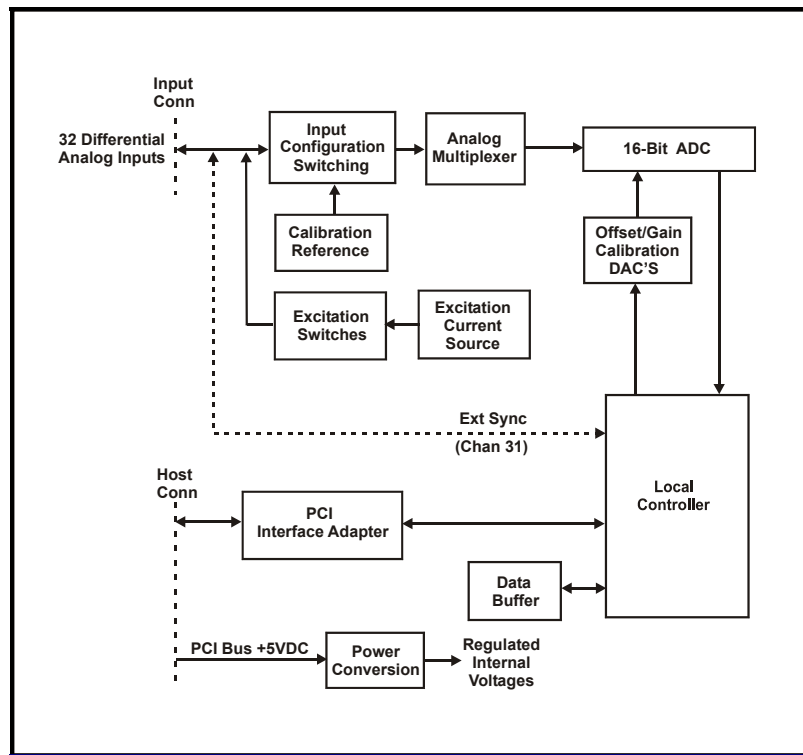 Input
Conn
32 Differential
Analog Inputs
Input
Configuration
Switching
Analog
Multiplexer
16-Bit ADC
Calibration
Reference
Offset/Gain
Calibration
DAC'S
Excitation
Switches
Excitation
Current
Source
Ext Sync
(Chan 31)
Host
Conn
PCI
Interface Adapter
Local
Controller
Data
Buffer
PCI Bus +5VDC
Power
Conversion
Regulated
Internal
Voltages